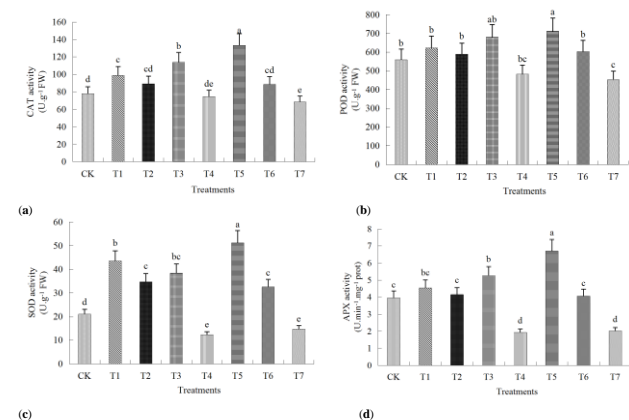 160
140
120
100
80
60
40
20
0
CAT activity
(U.g-1 FW)
d
c
cd
b
de
a
cd
e
CK T1 T2 T3 T4 T5 T6 T7
Treatments
(a)
800
700
600
500
400
300
200
100
0
POD activity
(U.g-1 FW)
b
b
b
ab
bc
a
b
c
CK T1 T2 T3 T4 T5 T6 T7
Treatments
(b)
60
50
40
30
20
10
0
SOD activity
(U.g-1 FW)
d
b
c
bc
e
a
c
e
CK T1 T2 T3 T4 T5 T6 T7
Treatments
(c)
8
7
6
5
4
3
2
1
0
APX activity
(U.min-1.mg-1 prot)
c
bc
c
b
d
a
c
d
CK T1 T2 T3 T4 T5 T6 T7
Treatments
(d)